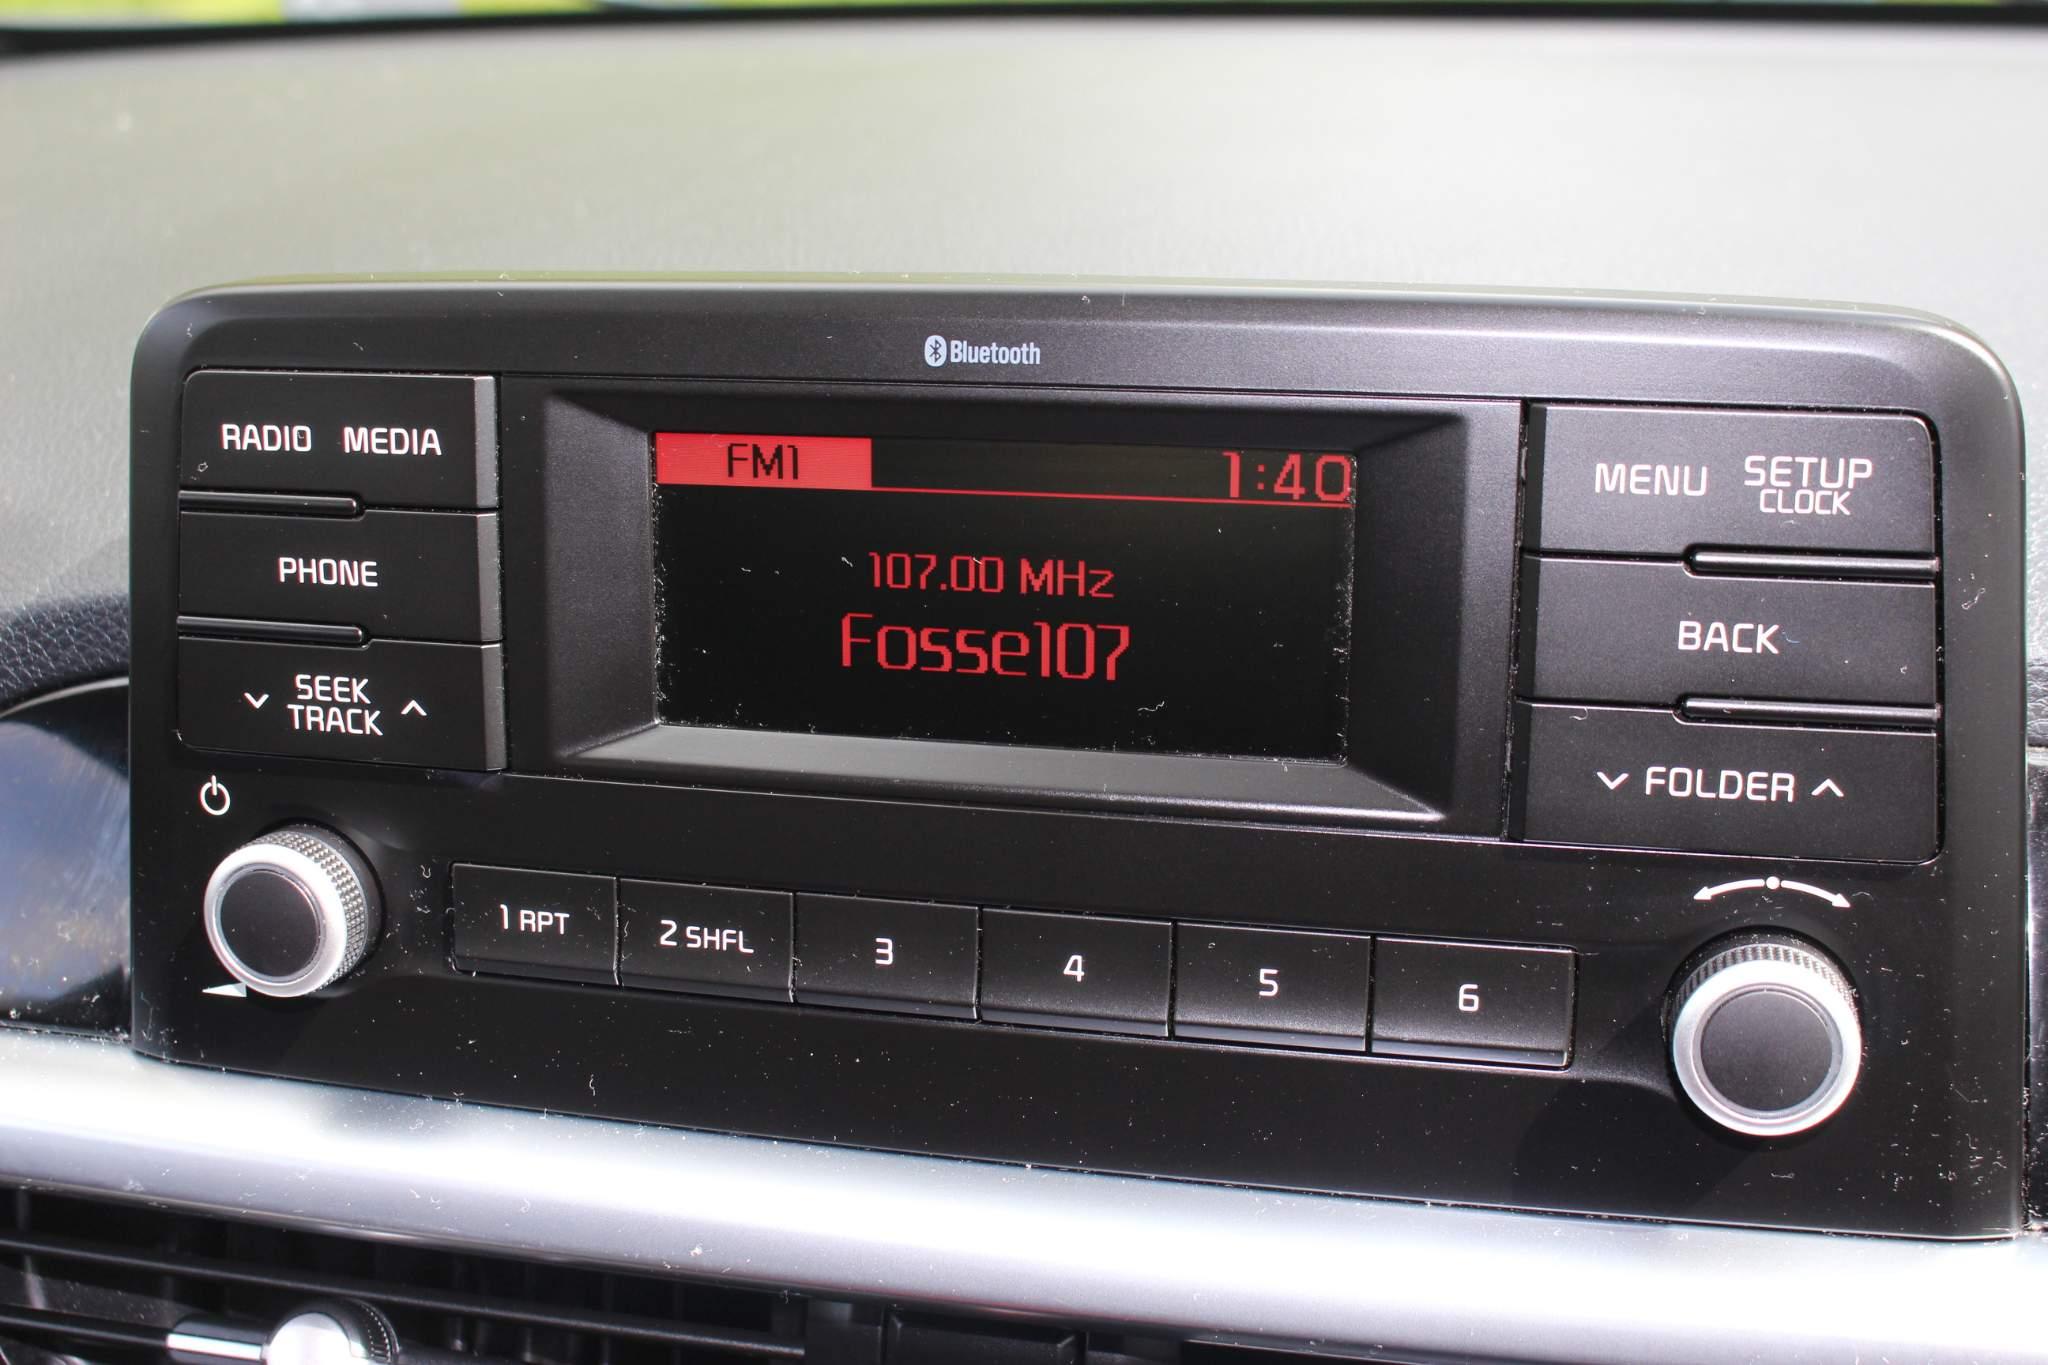 Bluetooth
RADIO MEDIA
FM1 1:40
MENU SETUP
CLOCK
107.00 MHz
PHONE
Fosse107
BACK
SEEK
TRACK
FOLDER
1 RPT 2 SHFL 3 4 5 6